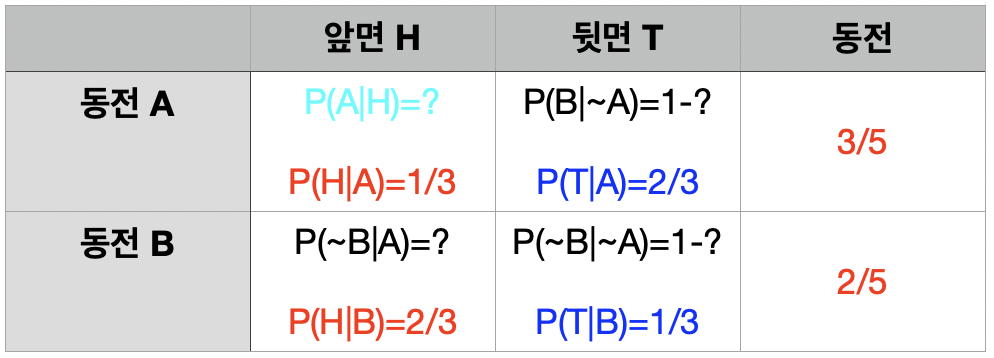 앞면 H 뒷면 T 동전
동전 A P(A|H)=? P(B|~A)=1-?
3/5
P(H|A)=1/3 P(T|A)=2/3
동전 B P(~B|A)=? P(~B|~A)=1-?
2/5
P(H|B)=2/3 P(T|B)=1/3